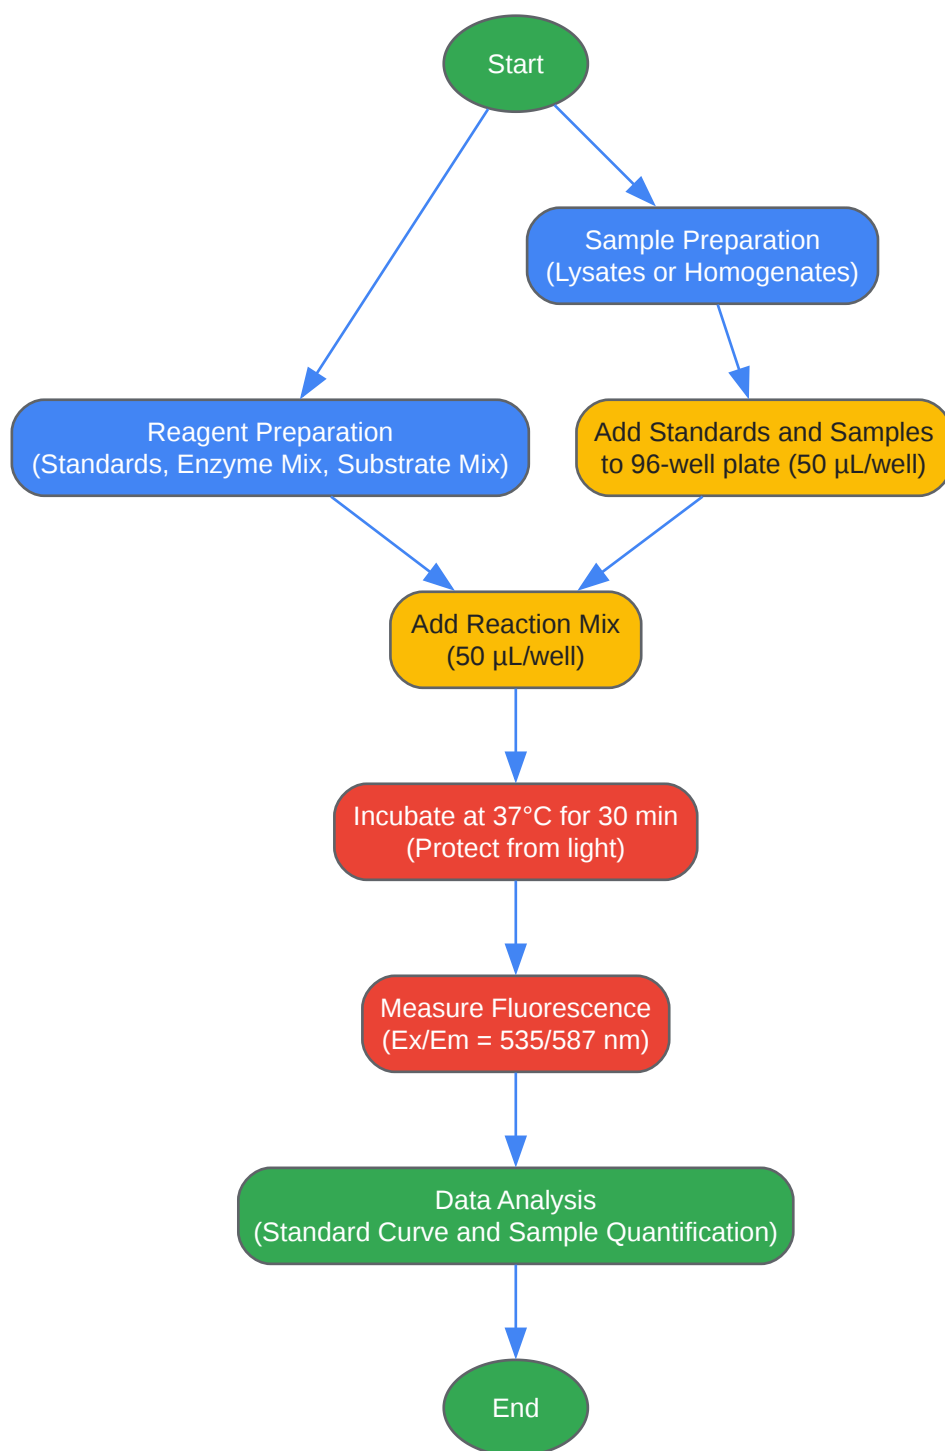 Start
Sample Preparation
(Lysates or Homogenates)
Reagent Preparation
(Standards, Enzyme Mix, Substrate Mix)
Add Standards and Samples
to 96-well plate (50 µL/well)
Add Reaction Mix
(50 µL/well)
Incubate at 37°C for 30 min
(Protect from light)
Measure Fluorescence
(Ex/Em = 535/587 nm)
Data Analysis
(Standard Curve and Sample Quantification)
End